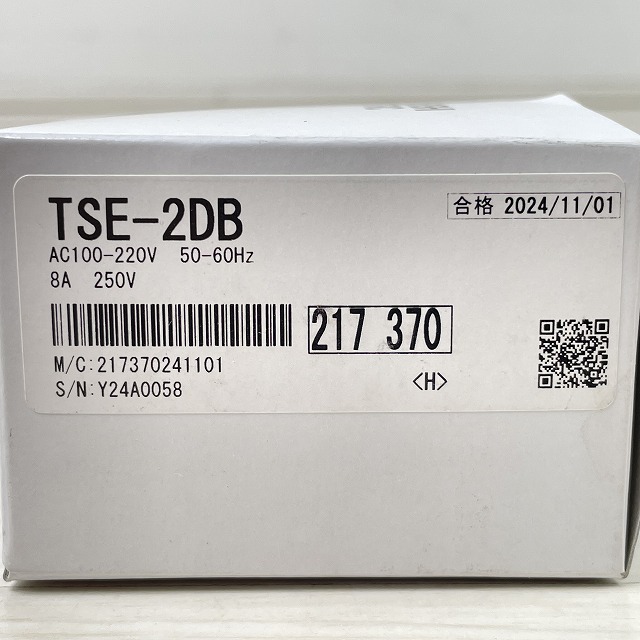 TSE-2DB
合格 2024/11/01
AC100-220V 50-60Hz
8A 250V
217 370
M/C:217370241101
<H>
S/N:Y24A0058